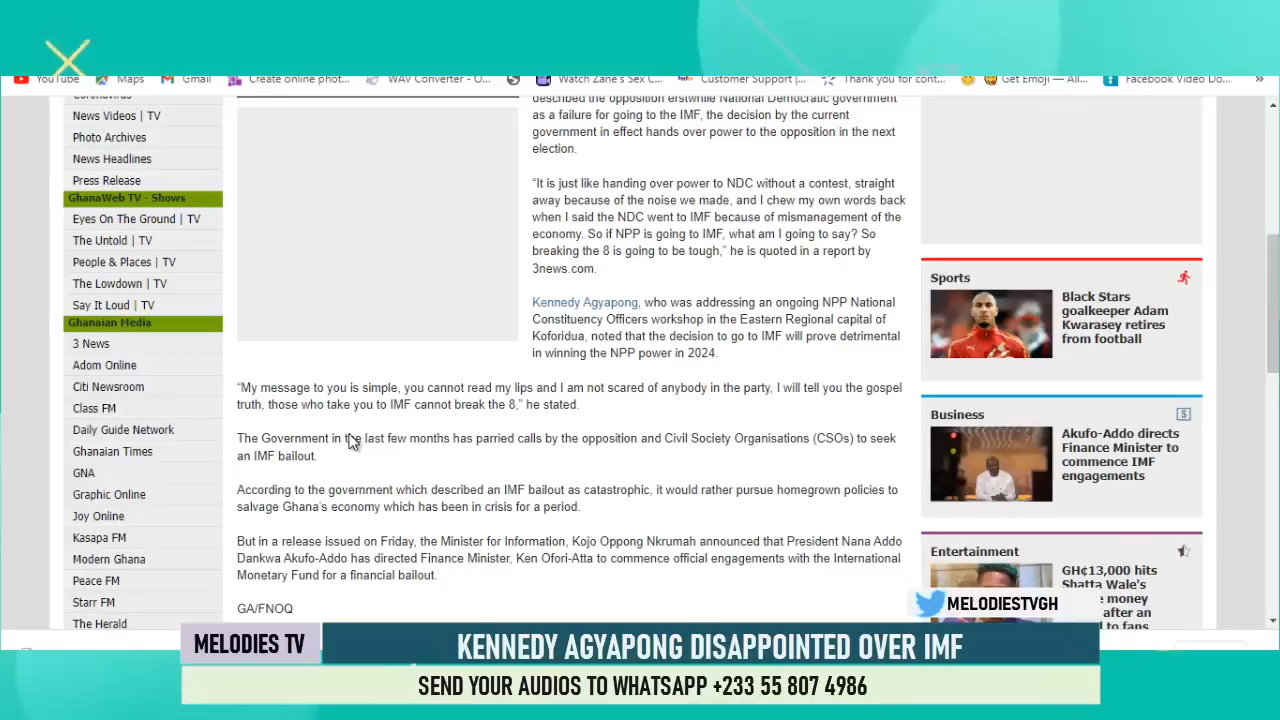 YouTube
Maps
Gmail
Create online phot...
WAV Converter - O...
Watch Zane's Sex C...
Customer Support |...
Thank you for cont...
Get Emoji — All...
Facebook Video Do...
»
Coronavirus
News Videos | TV
Photo Archives
News Headlines
Press Release
GhanaWeb TV - Shows
Eyes On The Ground | TV
The Untold | TV
People & Places | TV
The Lowdown | TV
Say It Loud | TV
Ghanaian Media
3 News
Adom Online
Citi Newsroom
Class FM
Daily Guide Network
Ghanaian Times
GNA
Graphic Online
Joy Online
Kasapa FM
Modern Ghana
Peace FM
Starr FM
The Herald
described the opposition erstwhile National Democratic government
as a failure for going to the IMF, the decision by the current
government in effect hands over power to the opposition in the next
election.
“It is just like handing over power to NDC without a contest, straight
away because of the noise we made, and I chew my own words back
when I said the NDC went to IMF because of mismanagement of the
economy. So if NPP is going to IMF, what am I going to say? So
breaking the 8 is going to be tough,” he is quoted in a report by
3news.com.
Kennedy Agyapong, who was addressing an ongoing NPP National
Constituency Officers workshop in the Eastern Regional capital of
Koforidua, noted that the decision to go to IMF will prove detrimental
in winning the NPP power in 2024.
“My message to you is simple, you cannot read my lips and I am not scared of anybody in the party, I will tell you the gospel
truth, those who take you to IMF cannot break the 8,” he stated.
The Government in the last few months has parried calls by the opposition and Civil Society Organisations (CSOs) to seek
an IMF bailout.
According to the government which described an IMF bailout as catastrophic, it would rather pursue homegrown policies to
salvage Ghana’s economy which has been in crisis for a period.
But in a release issued on Friday, the Minister for Information, Kojo Oppong Nkrumah announced that President Nana Addo
Dankwa Akufo-Addo has directed Finance Minister, Ken Ofori-Atta to commence official engagements with the International
Monetary Fund for a financial bailout.
GA/FNOQ
Sports
Black Stars
goalkeeper Adam
Kwarasey retires
from football
Business
Akufo-Addo directs
Finance Minister to
commence IMF
engagements
Entertainment
GH¢13,000 hits
Shatta Wale's
money
after an
to fans
MELODIESTVGH
MELODIES TV
KENNEDY AGYAPONG DISAPPOINTED OVER IMF
SEND YOUR AUDIOS TO WHATSAPP +233 55 807 4986